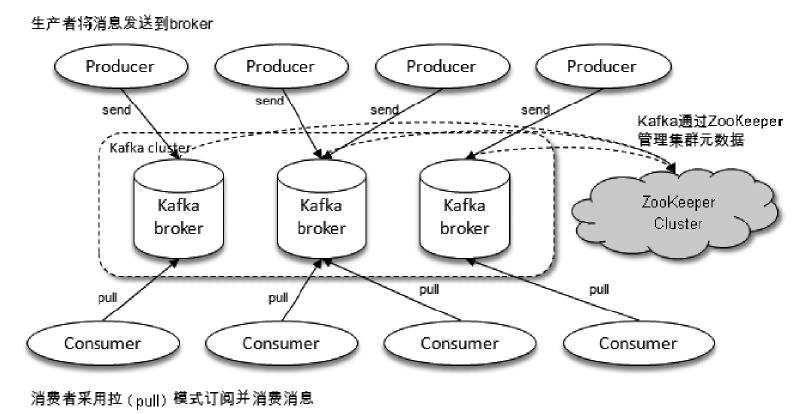 生产者将消息发送到broker
Producer
Producer
Producer
Producer
send
send
send
send
Kafka通过ZooKeeper
管理集群元数据
Kafka cluster
Kafka
broker
Kafka
broker
Kafka
broker
ZooKeeper
Cluster
pull
pull
pull
pull
Consumer
Consumer
Consumer
Consumer
消费者采用拉（pull）模式订阅并消费消息